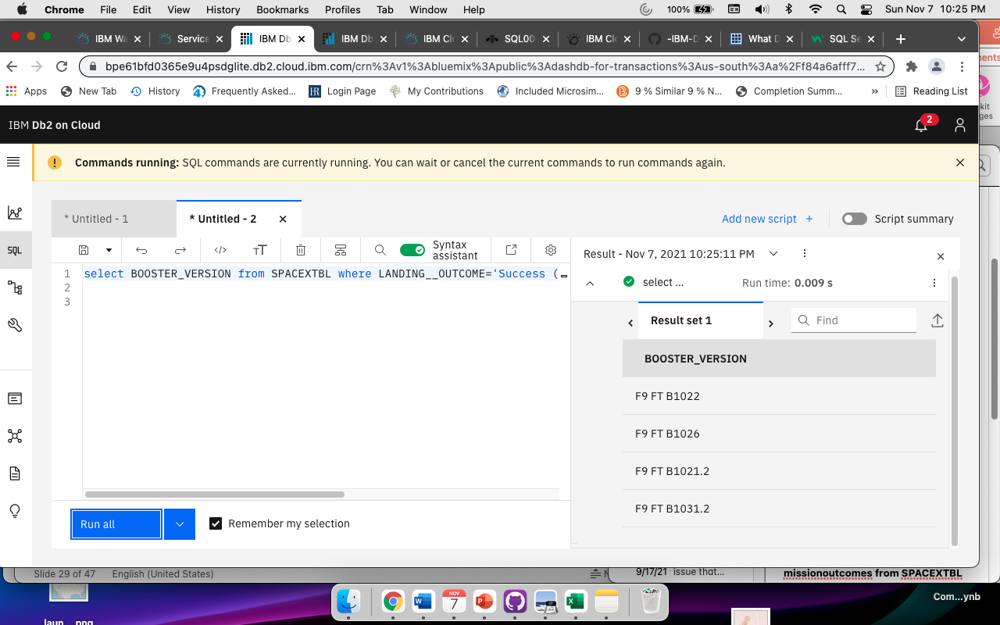 Chrome File Edit View History Bookmarks Profiles Tab Window Help 100% Sun Nov 7 10:25 PM
IBM Wa Service IBM Db IBM Db IBM Clo SQL00 IBM Clo -IBM-D What D SQL Se
bpe61bfd0365e9u4psdglite.db2.cloud.ibm.com/crn%3Av1%3Abluemix%3Apublic%3Adashdb-for-transactions%3Aus-south%3Aa%2Ff84a6afff7...
Apps New Tab History Frequently Asked... Login Page My Contributions Included Microsim... 9 % Similar 9 % N... Completion Summ... » Reading List
IBM Db2 on Cloud 2
Commands running: SQL commands are currently running. You can wait or cancel the current commands to run commands again.
* Untitled - 1 * Untitled - 2 Add new script + Script summary
SQL
Syntax assistant
Result - Nov 7, 2021 10:25:11 PM
1 select BOOSTER_VERSION from SPACEXTBL where LANDING__OUTCOME='Success (
2
3
select ... Run time: 0.009 s
Result set 1 Find
BOOSTER_VERSION
F9 FT B1022
F9 FT B1026
F9 FT B1021.2
F9 FT B1031.2
Run all Remember my selection
Slide 29 of 47 English (United States)
9/17/21 issue that...
missionoutcomes from SPACEXTBL
Com...ynb
NOV
7